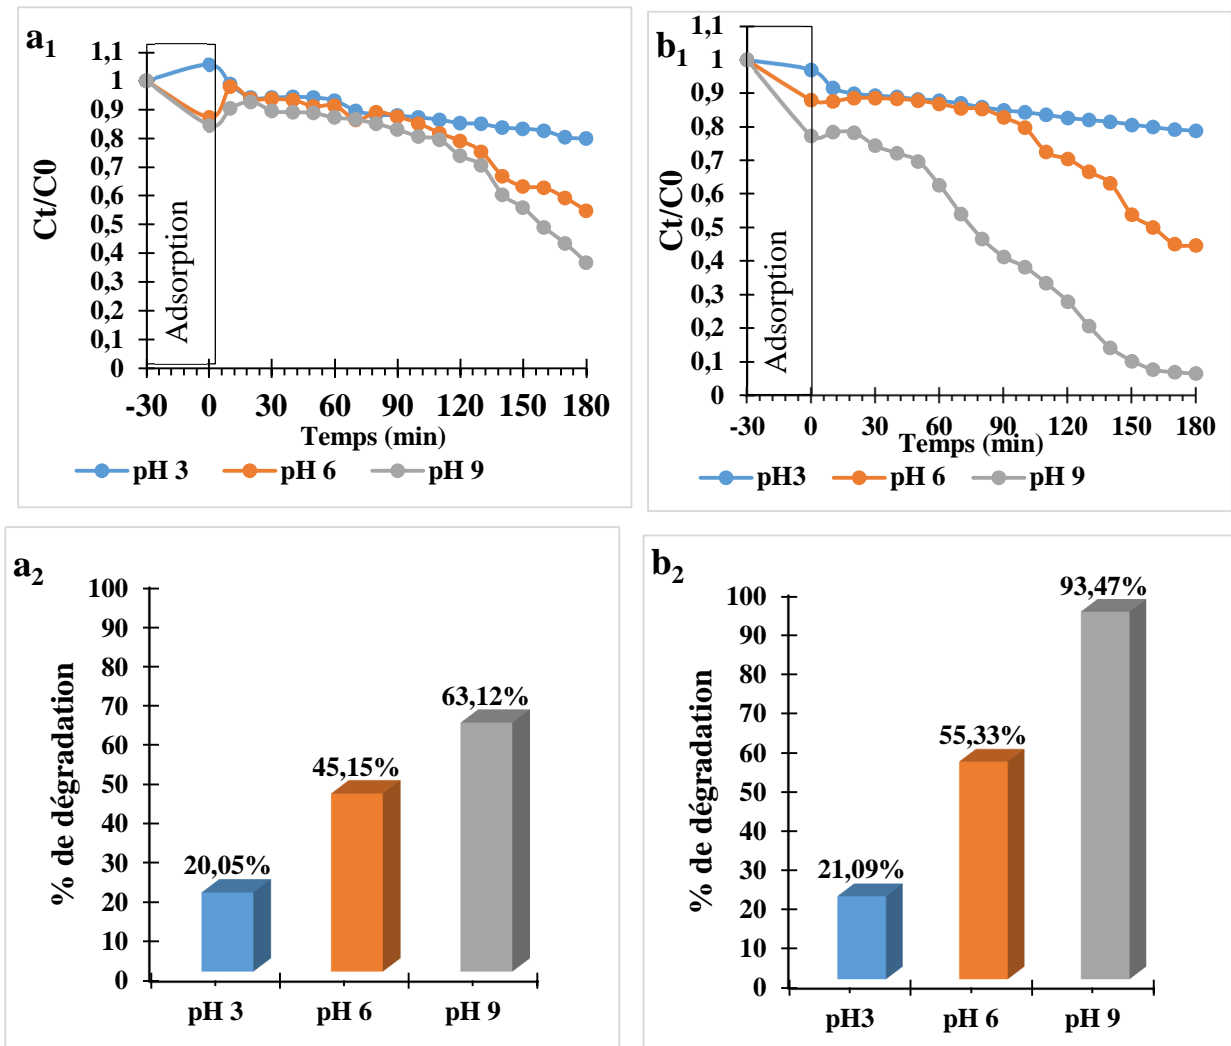 a1
1,1
1
0,9
0,8
0,7
0,6
0,5
0,4
0,3
0,2
0,1
0
Ct/C0
Adsorption
-30 0 30 60 90 120 150 180
Temps (min)
pH 3 pH 6 pH 9
b1
1,1
1
0,9
0,8
0,7
0,6
0,5
0,4
0,3
0,2
0,1
0
Ct/C0
Adsorption
-30 0 30 60 90 120 150 180
Temps (min)
pH3 pH 6 pH 9
a2
100
90
80
70
60
50
40
30
20
10
0
% de dégradation
20,05%
45,15%
63,12%
pH 3 pH 6 pH 9
b2
100
90
80
70
60
50
40
30
20
10
0
% de dégradation
21,09%
55,33%
93,47%
pH3 pH 6 pH 9